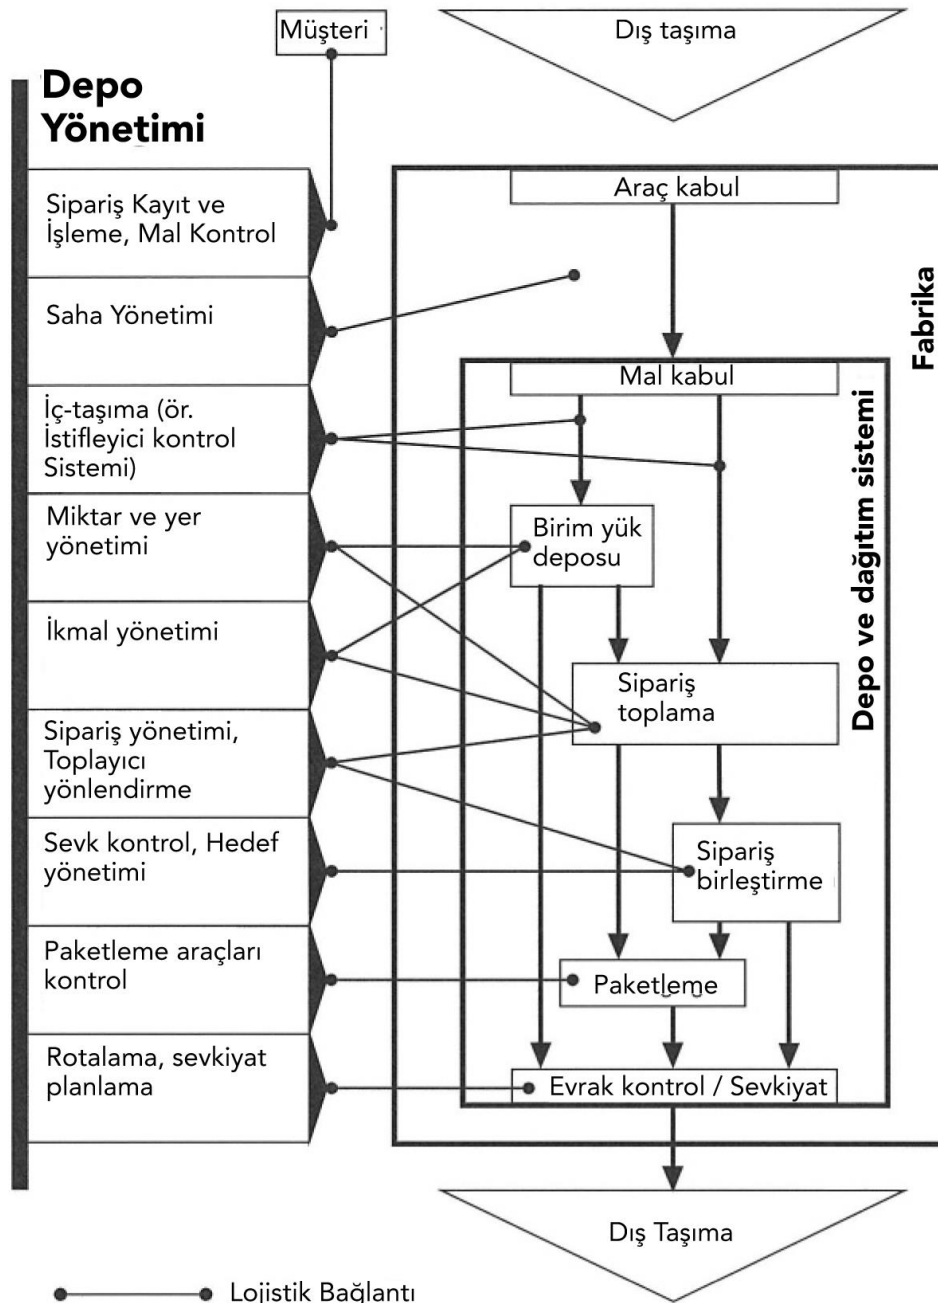 Müşteri
Dış taşıma
Depo
Yönetimi
Sipariş Kayıt ve
İşleme, Mal Kontrol
Saha Yönetimi
İç-taşıma (ör.
İstifleyici kontrol
Sistemi)
Miktar ve yer
yönetimi
İkmal yönetimi
Sipariş yönetimi,
Toplayıcı
yönlendirme
Sevk kontrol, Hedef
yönetimi
Paketleme araçları
kontrol
Rotalama, sevkiyat
planlama
Araç kabul
Fabrika
Mal kabul
Depo ve dağıtım sistemi
Birim yük
deposu
Sipariş
toplama
Sipariş
birleştirme
Paketleme
Evrak kontrol / Sevkiyat
Dış Taşıma
Lojistik Bağlantı